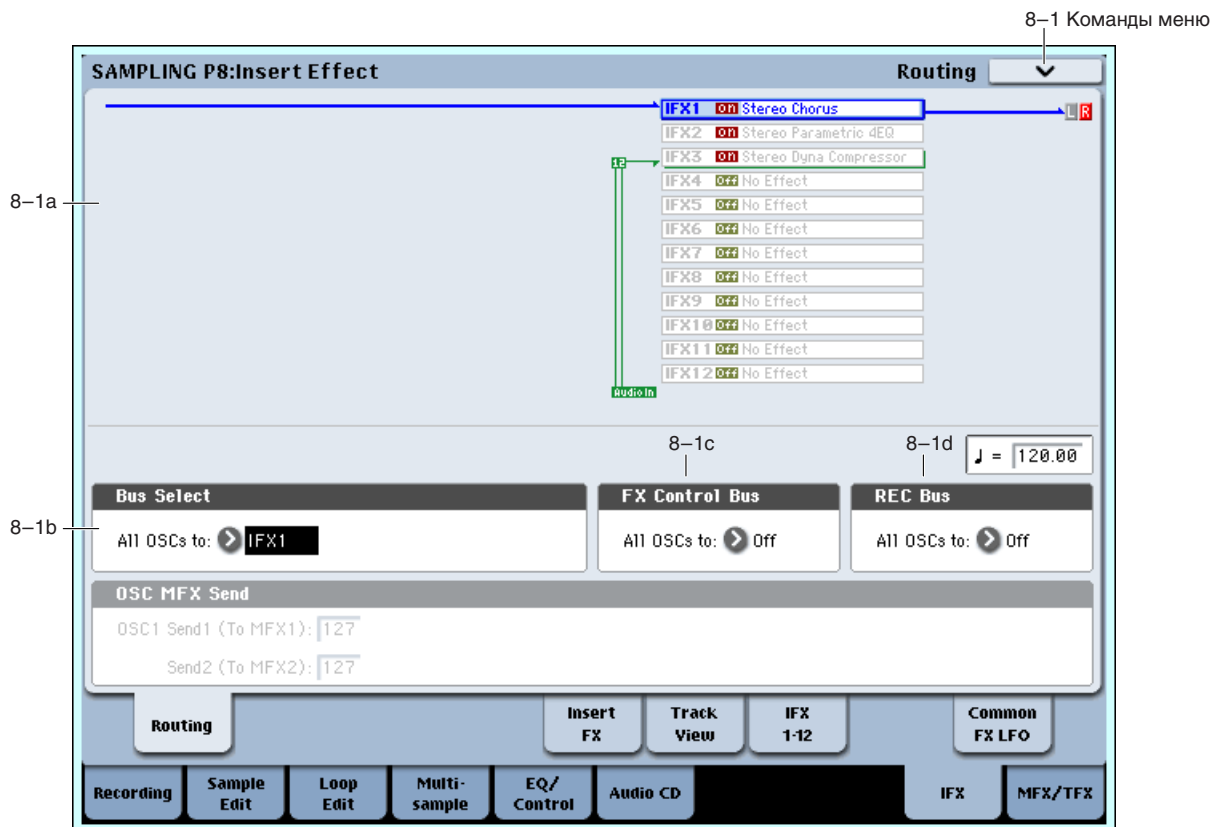 8–1 Команды меню
SAMPLING P8:Insert Effect
Routing
IFX1 On Stereo Chorus
L R
IFX2 On Stereo Parametric 4EQ
12
IFX3 On Stereo Dyna Compressor
IFX4 Off No Effect
8–1a
IFX5 Off No Effect
IFX6 Off No Effect
IFX7 Off No Effect
IFX8 Off No Effect
IFX9 Off No Effect
IFX10 Off No Effect
IFX11 Off No Effect
IFX12 Off No Effect
Audio In
8–1c
8–1d
♩ = 120.00
Bus Select
FX Control Bus
REC Bus
8–1b
All OSCs to: IFX1
All OSCs to: Off
All OSCs to: Off
OSC MFX Send
OSC1 Send1 (To MFX1): 127
Send2 (To MFX2): 127
Routing
Insert
FX
Track
View
IFX
1-12
Common
FX LFO
Recording
Sample
Edit
Loop
Edit
Multi-
sample
EQ/
Control
Audio CD
IFX
MFX/TFX